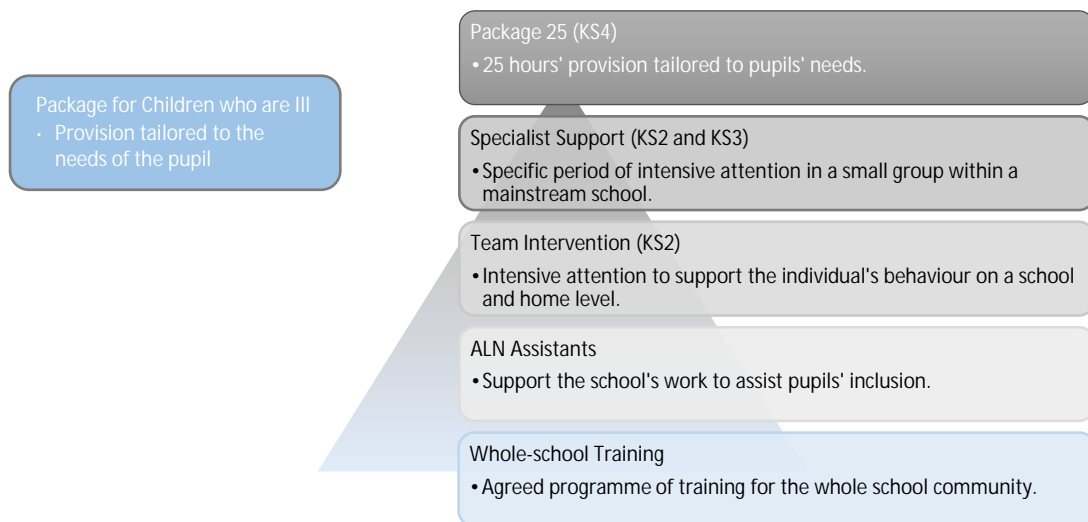 Package 25 (KS4)
• 25 hours' provision tailored to pupils' needs.
Package for Children who are Ill
· Provision tailored to the
needs of the pupil
Specialist Support (KS2 and KS3)
• Specific period of intensive attention in a small group within a
mainstream school.
Team Intervention (KS2)
• Intensive attention to support the individual's behaviour on a school
and home level.
ALN Assistants
• Support the school's work to assist pupils' inclusion.
Whole-school Training
• Agreed programme of training for the whole school community.